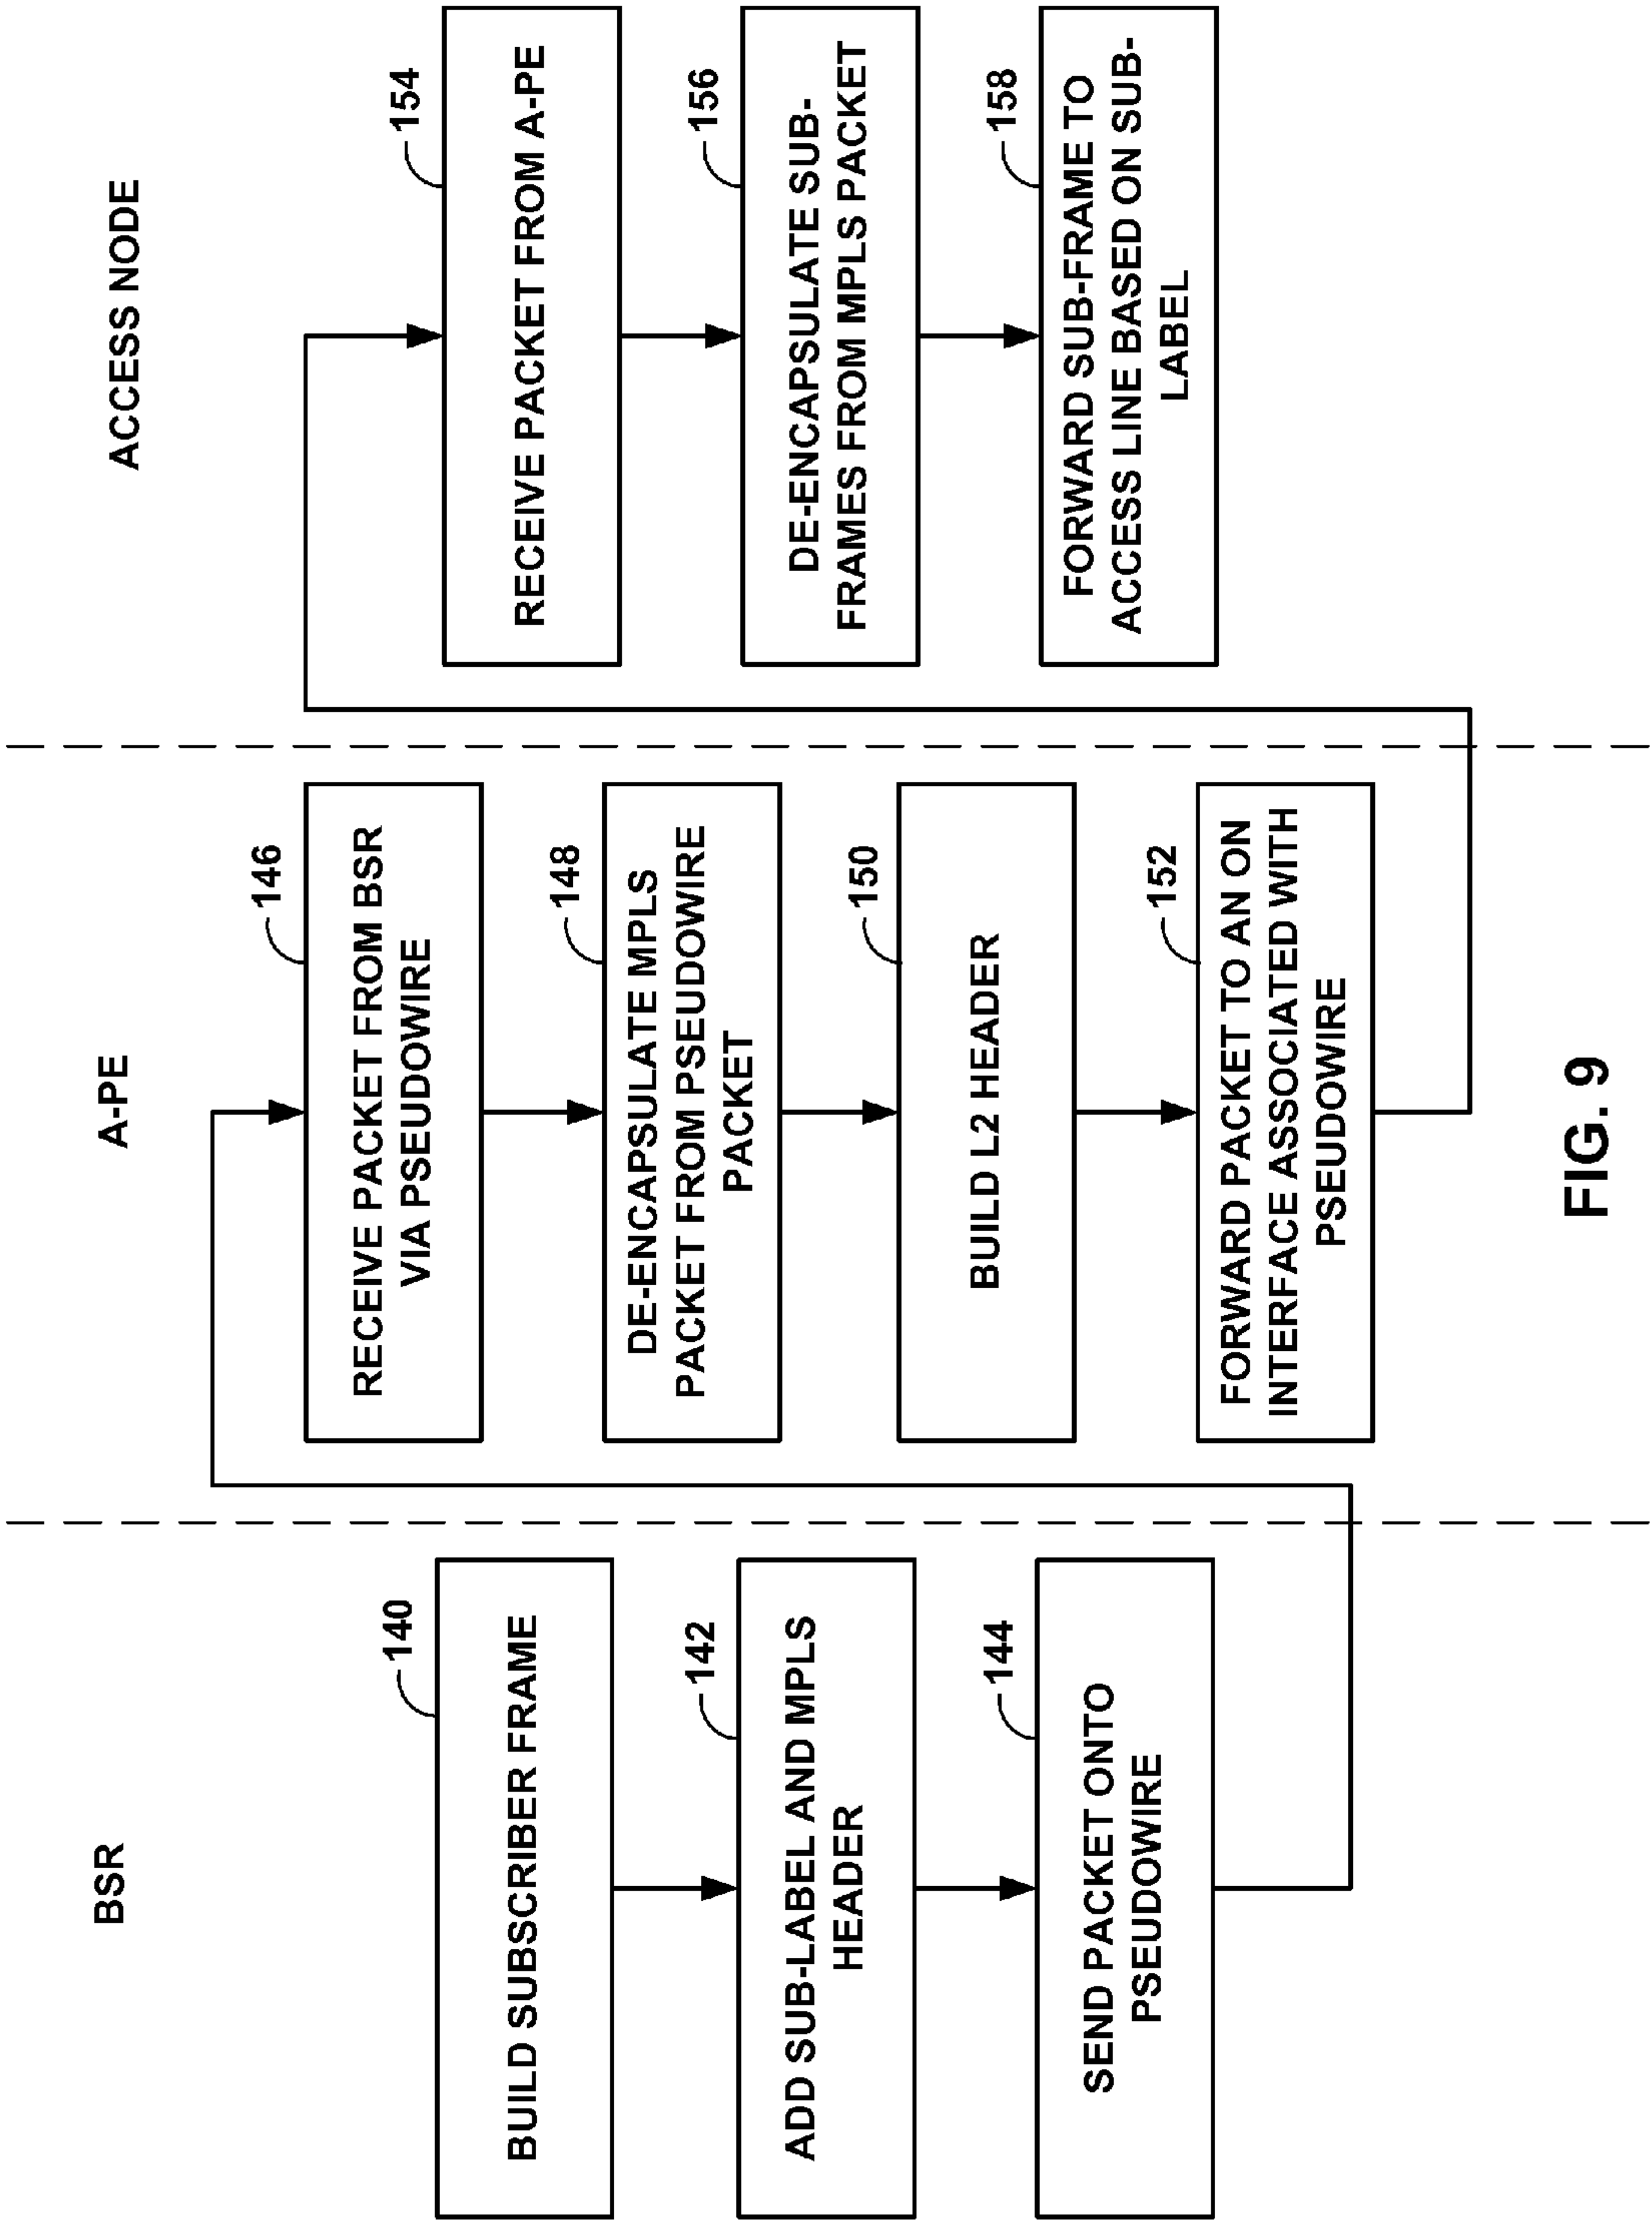 BSR
140
BUILD SUBSCRIBER FRAME
142
ADD SUB-LABEL AND MPLS
HEADER
144
SEND PACKET ONTO
PSEUDOWIRE
A-PE
146
RECEIVE PACKET FROM BSR
VIA PSEUDOWIRE
148
DE-ENCAPSULATE MPLS
PACKET FROM PSEUDOWIRE
PACKET
150
BUILD L2 HEADER
152
FORWARD PACKET TO AN ON
INTERFACE ASSOCIATED WITH
PSEUDOWIRE
ACCESS NODE
154
RECEIVE PACKET FROM A-PE
156
DE-ENCAPSULATE SUB-
FRAMES FROM MPLS PACKET
158
FORWARD SUB-FRAME TO
ACCESS LINE BASED ON SUB-
LABEL
FIG. 9